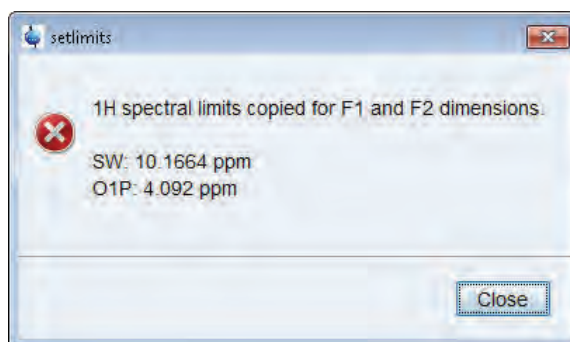 setlimits
1H spectral limits copied for F1 and F2 dimensions.
SW: 10.1664 ppm
O1P: 4.092 ppm
Close